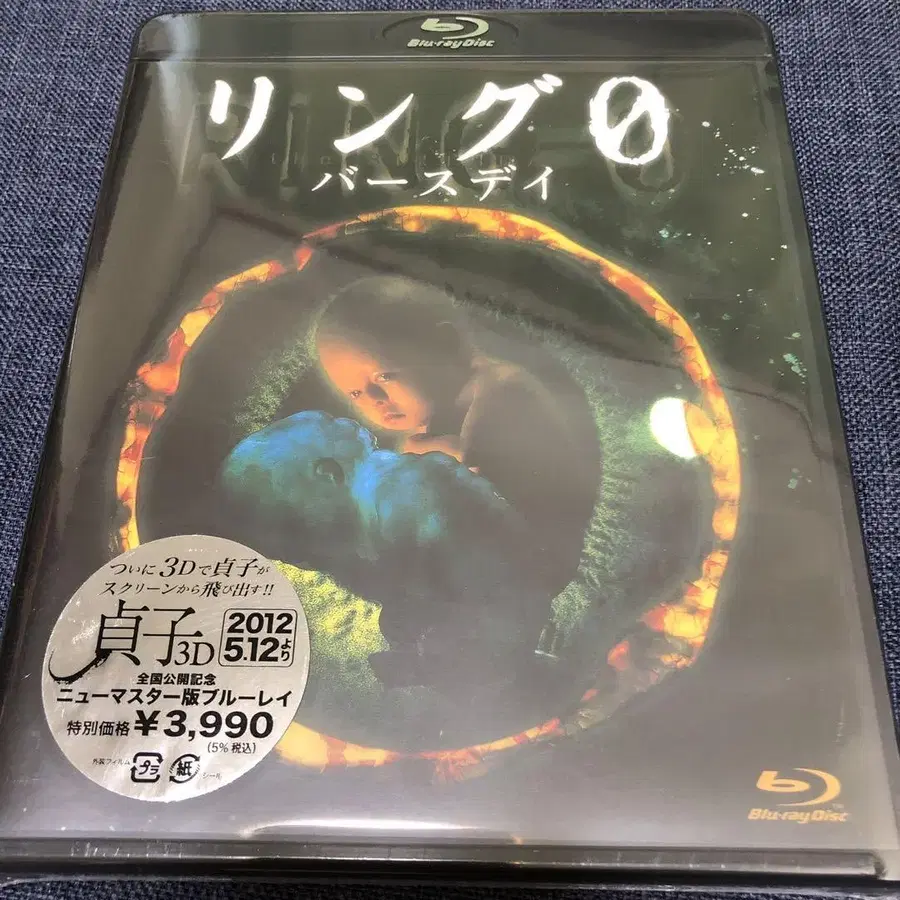 Blu-ray Disc
リング0
バースデイ
ついに3Dで貞子が
スクリーンから飛び出す!!
貞子3D
2012
5.12より
全国公開記念
ニューマスター版ブルーレイ
特別価格¥3,990
(5%税込)
外装フィルム プラ 紙 シール
Blu-ray Disc